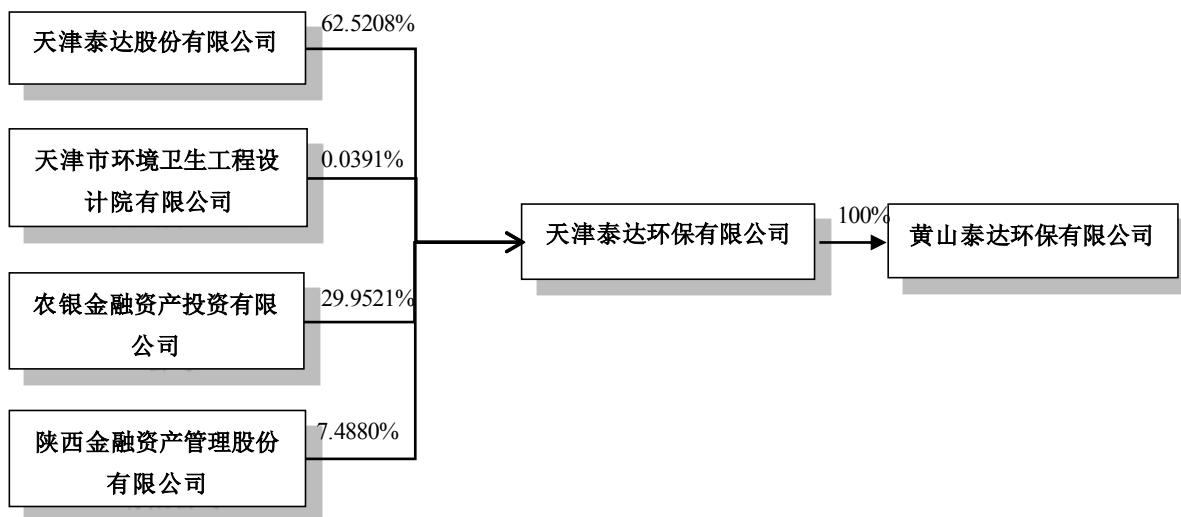 62.5208%
天津泰达股份有限公司
天津市环境卫生工程设
计院有限公司
0.0391%
农银金融资产投资有限
公司
29.9521%
陕西金融资产管理股份
有限公司
7.4880%
天津泰达环保有限公司
100%
黄山泰达环保有限公司